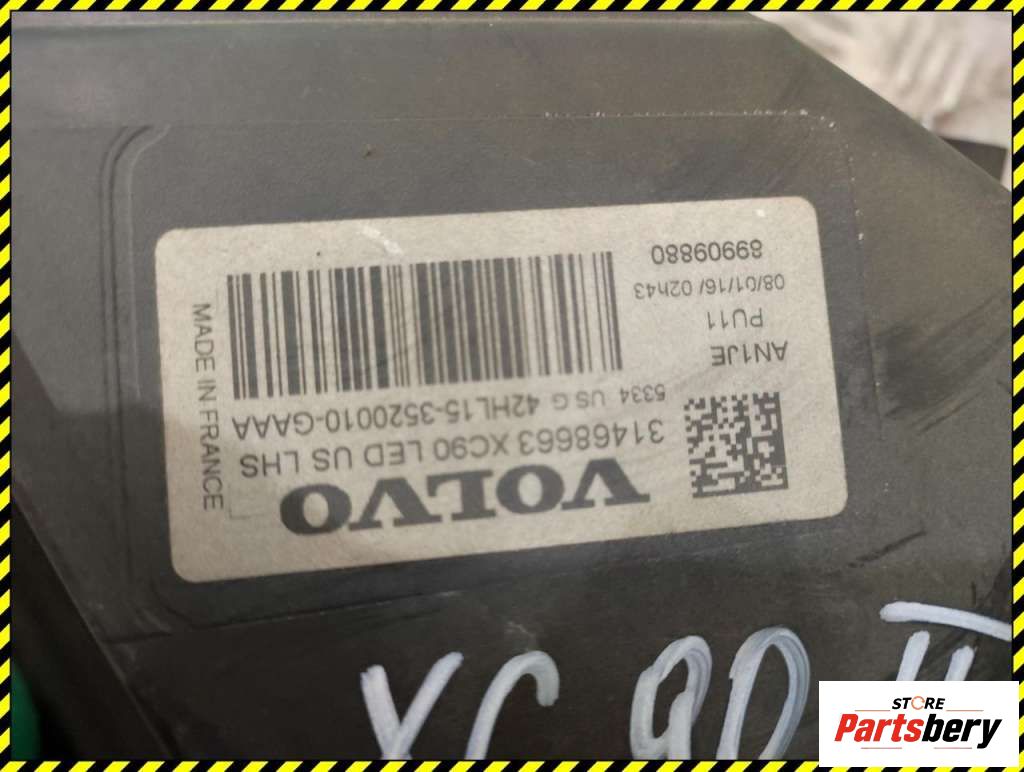 VOLVO
31468663 XC90 LED US LHS
5334 US G 42HL15-3520010-GAAA
AN1JE
PU11
08/01/16/ 02h43
89909880
MADE IN FRANCE
XC 90 II
STORE
Partsbery